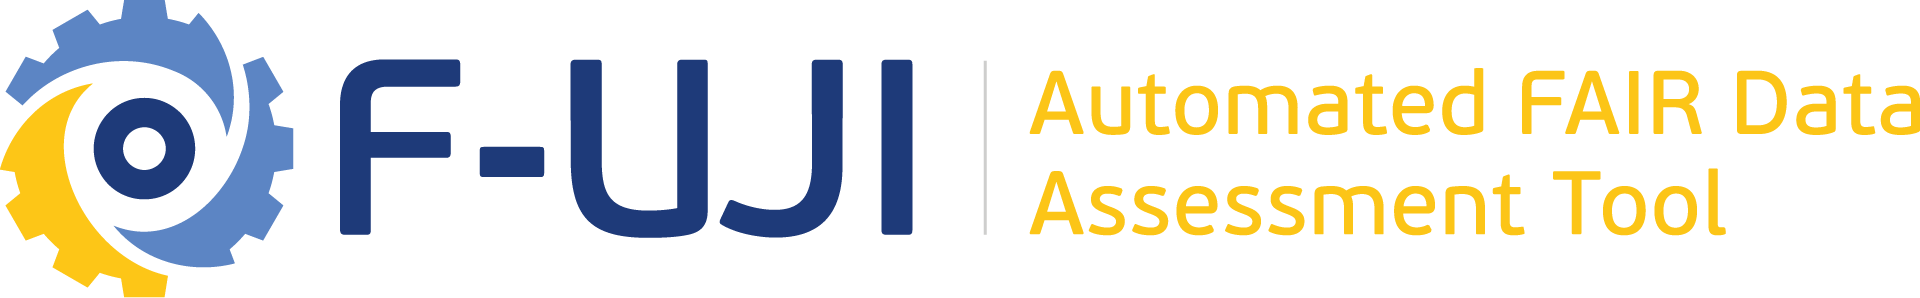 F-UJI
Automated FAIR Data
Assessment Tool